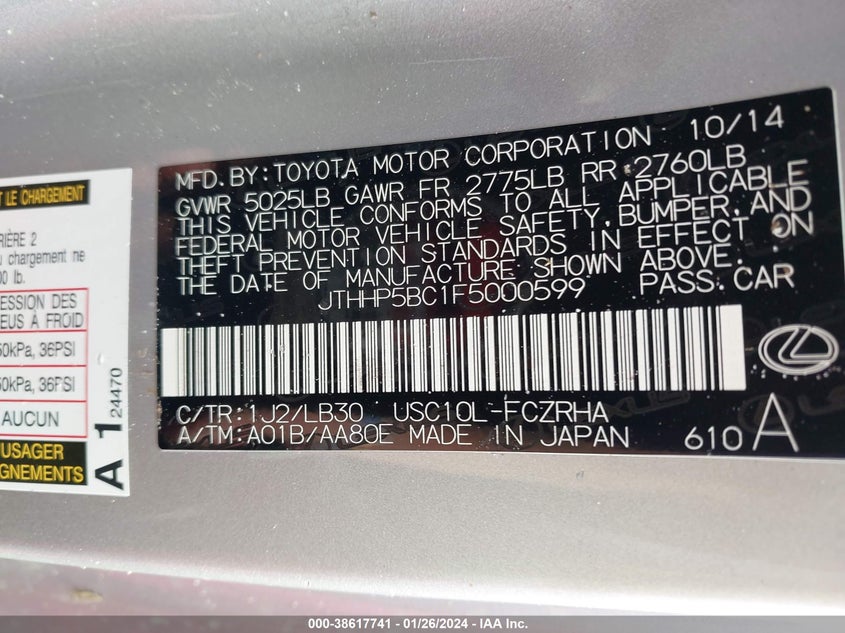 T LE CHARGEMENT
RIÈRE 2
u chargement ne
00 lb.
ESSION DES
EUS À FROID
50kPa, 36PSI
50kPa, 36PSI
AUCUN
USAGER
GNEMENTS
A 1 24470
MFD.BY:TOYOTA MOTOR CORPORATION 10/14
GVWR 5025LB GAWR FR 2775LB RR 2760LB
THIS VEHICLE CONFORMS TO ALL APPLICABLE
FEDERAL MOTOR VEHICLE SAFETY,BUMPER,AND
THEFT PREVENTION STANDARDS IN EFFECT ON
THE DATE OF MANUFACTURE SHOWN ABOVE.
JTHHP5BC1F5000599 PASS.CAR
C/TR:1J2/LB30 USC10L-FCZRHA
A/TM:A01B/AA80E MADE IN JAPAN 610 A
000-38617741 - 01/26/2024 - IAA Inc.